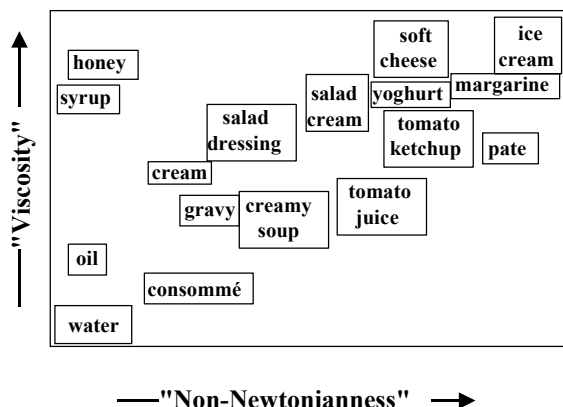 ice
cream
soft
cheese
honey
margarine
salad
cream
yoghurt
syrup
salad
dressing
tomato
ketchup
pate
cream
tomato
juice
gravy
creamy
soup
oil
consommé
water
"Viscosity"
"Non-Newtonianness"